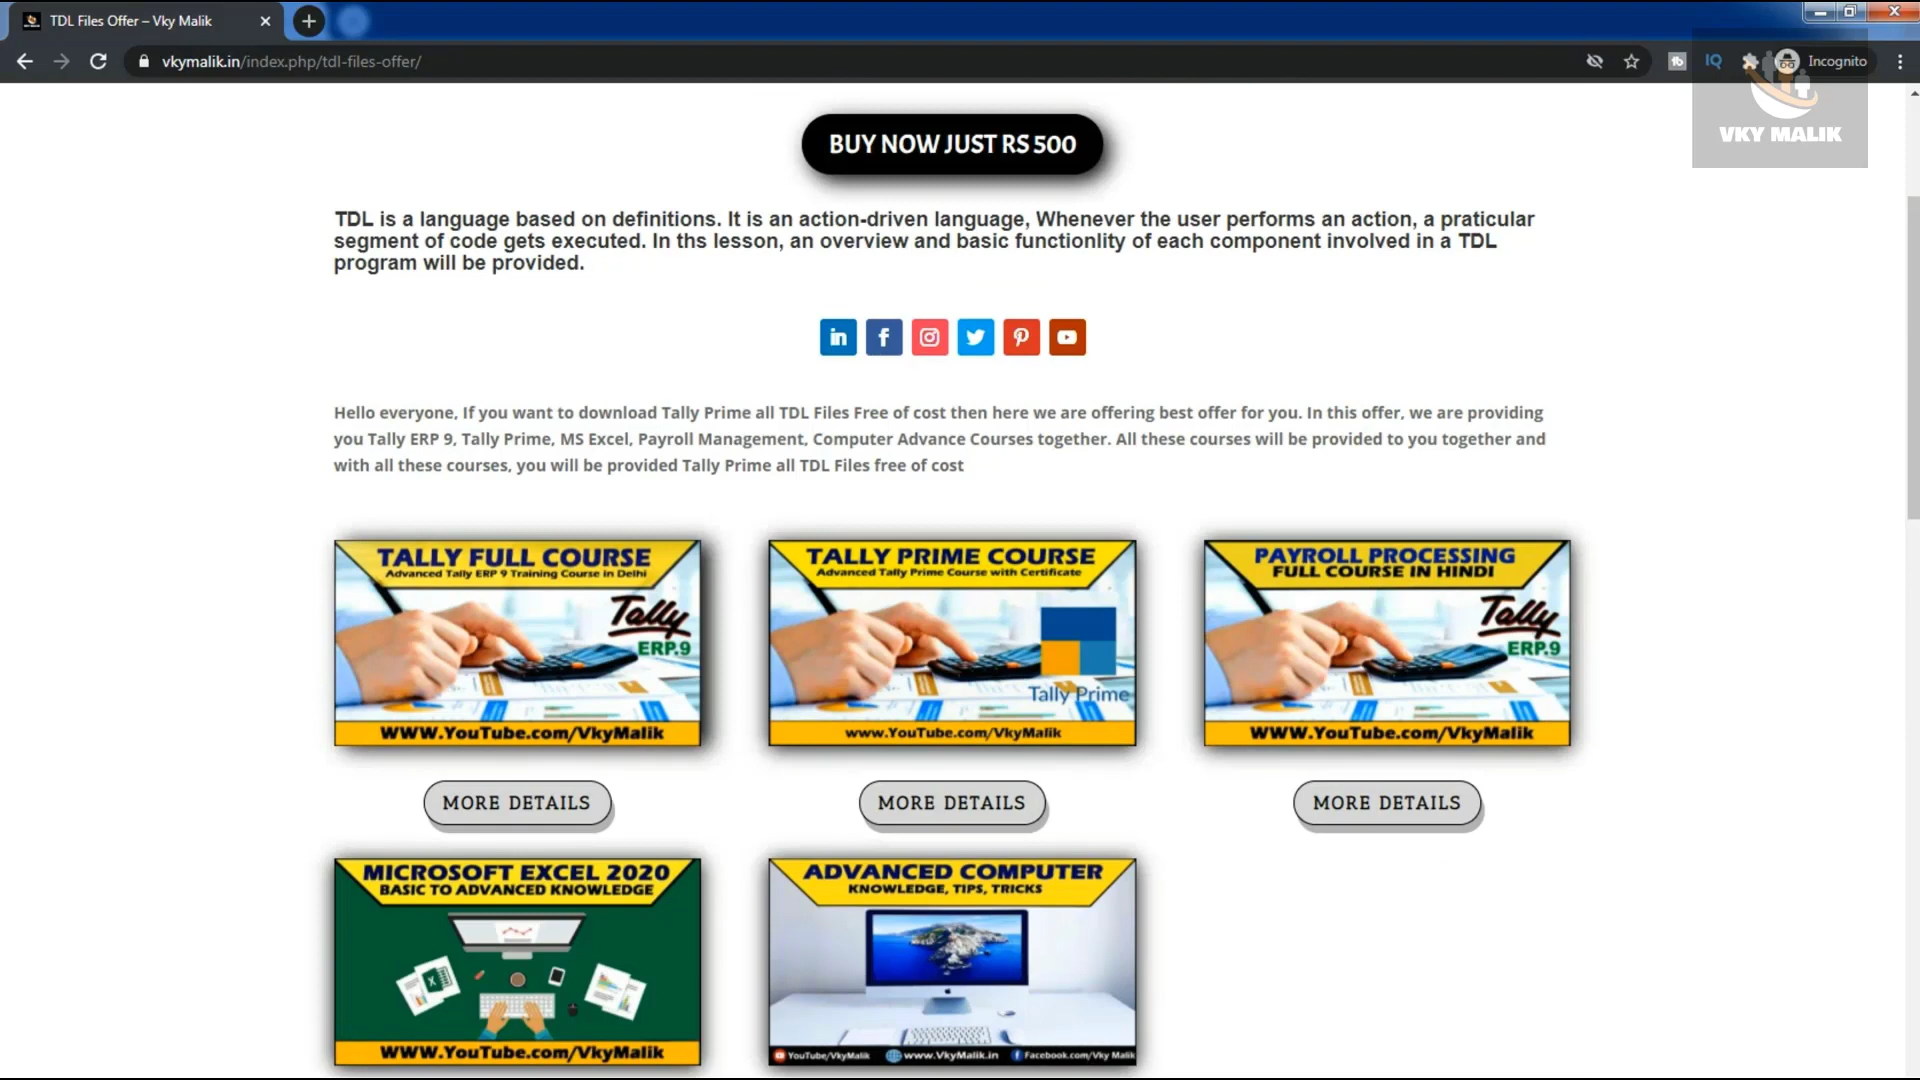 TDL Files Offer – Vky Malik
vkymalik.in/index.php/tdl-files-offer/
Incognito
VKY MALIK
BUY NOW JUST RS 500
TDL is a language based on definitions. It is an action-driven language, Whenever the user performs an action, a praticular
segment of code gets executed. In ths lesson, an overview and basic functionlity of each component involved in a TDL
program will be provided.
Hello everyone, If you want to download Tally Prime all TDL Files Free of cost then here we are offering best offer for you. In this offer, we are providing
you Tally ERP 9, Tally Prime, MS Excel, Payroll Management, Computer Advance Courses together. All these courses will be provided to you together and
with all these courses, you will be provided Tally Prime all TDL Files free of cost
TALLY FULL COURSE
Advanced Tally ERP 9 Training Course in Delhi
Tally
ERP.9
WWW.YouTube.com/VkyMalik
TALLY PRIME COURSE
Advanced Tally Prime Course with Certificate
Tally Prime
www.YouTube.com/VkyMalik
PAYROLL PROCESSING
FULL COURSE IN HINDI
Tally
ERP.9
WWW.YouTube.com/VkyMalik
MORE DETAILS
MORE DETAILS
MORE DETAILS
MICROSOFT EXCEL 2020
BASIC TO ADVANCED KNOWLEDGE
WWW.YouTube.com/VkyMalik
ADVANCED COMPUTER
KNOWLEDGE, TIPS, TRICKS
YouTube/VkyMalik www.VkyMalik.in Facebook.com/Vky Malik